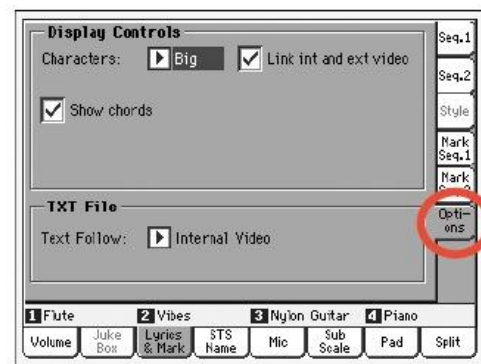 Display Controls
Characters: Big Link int and ext video
Show chords
TXT File
Text Follow: Internal Video
Seq.1
Seq.2
Style
Mark
Seq.1
Mark
Opti-
ons
1 Flute 2 Vibes 3 Nylon Guitar 4 Piano
Volume Juke Box Lyrics & Mark STS Name Mic Sub Scale Pad Split